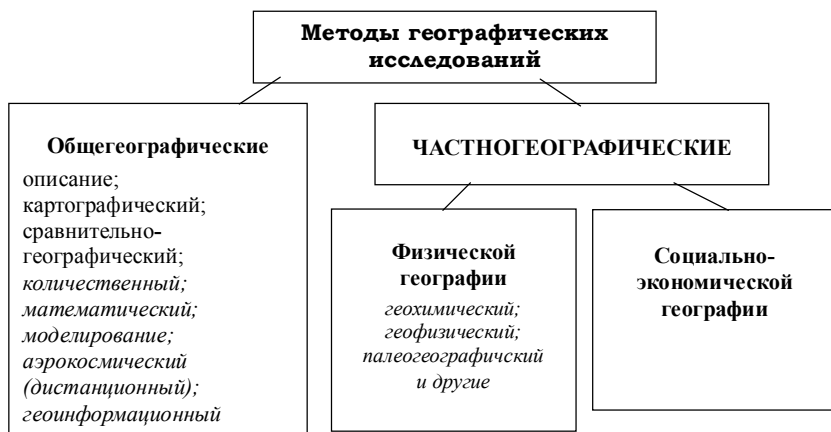 Методы географических
исследований
Общегеографические
описание;
картографический;
сравнительно-
географический;
количественный;
математический;
моделирование;
аэрокосмический
(дистанционный);
геоинформационный
ЧАСТНОГЕОГРАФИЧЕСКИЕ
Физической
географии
геохимический;
геофизический;
палеогеографичский
и другие
Социально-
экономической
географии